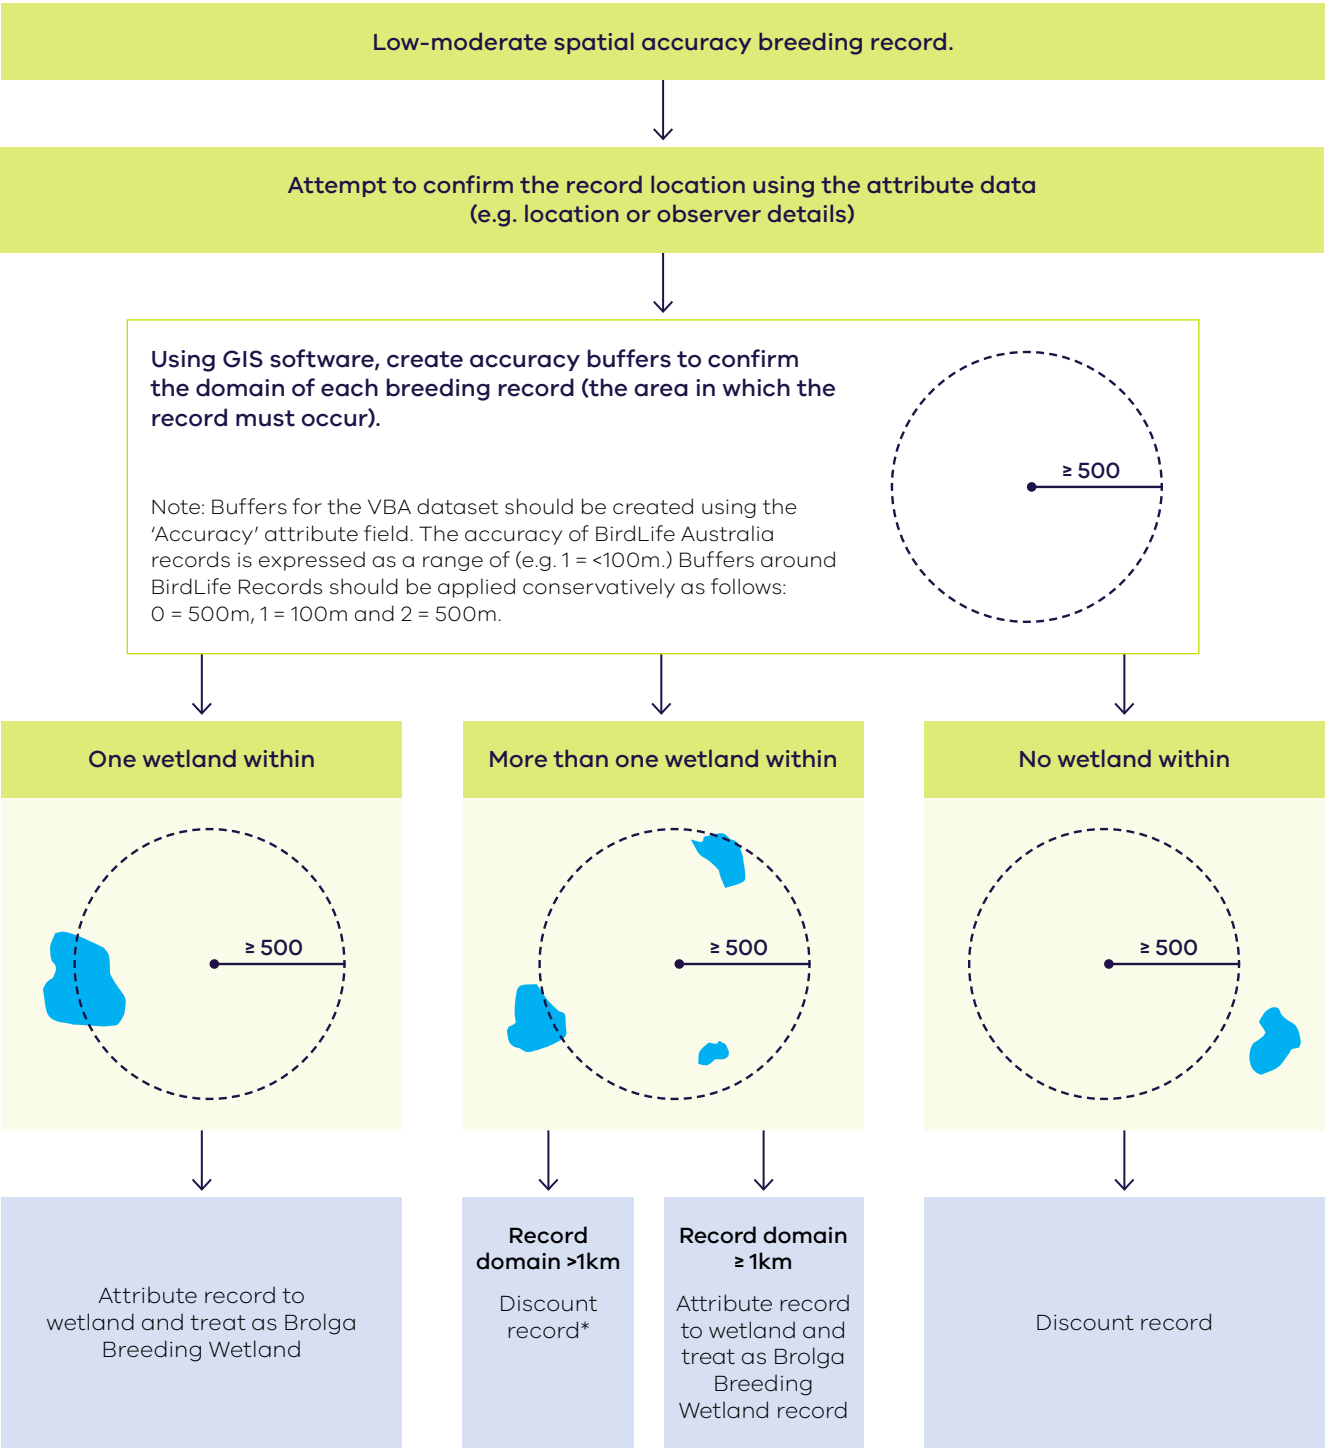 Low-moderate spatial accuracy breeding record.
Attempt to confirm the record location using the attribute data
(e.g. location or observer details)
Using GIS software, create accuracy buffers to confirm
the domain of each breeding record (the area in which the
record must occur).
Note: Buffers for the VBA dataset should be created using the
‘Accuracy’ attribute field. The accuracy of BirdLife Australia
records is expressed as a range of (e.g. 1 = <100m.) Buffers around
BirdLife Records should be applied conservatively as follows:
0 = 500m, 1 = 100m and 2 = 500m.
≥ 500
One wetland within
≥ 500
Attribute record to
wetland and treat as Brolga
Breeding Wetland
More than one wetland within
≥ 500
Record
domain >1km
Discount
record*
Record domain
≥ 1km
Attribute record
to wetland and
treat as Brolga
Breeding
Wetland record
No wetland within
≥ 500
Discount record